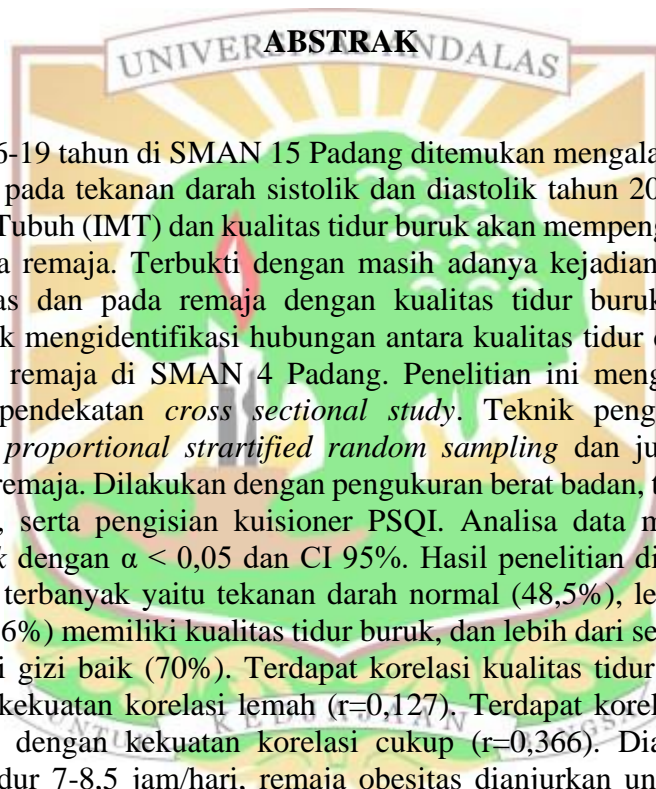 ABSTRAK
UNIVERSITAS ANDALAS
6-19 tahun di SMAN 15 Padang ditemukan mengala
pada tekanan darah sistolik dan diastolik tahun 20
Tubuh (IMT) dan kualitas tidur buruk akan mempeng
a remaja. Terbukti dengan masih adanya kejadian
as dan pada remaja dengan kualitas tidur buruk
k mengidentifikasi hubungan antara kualitas tidur
remaja di SMAN 4 Padang. Penelitian ini meng
pendekatan cross sectional study. Teknik peng
proportional strartified random sampling dan ju
remaja. Dilakukan dengan pengukuran berat badan, t
, serta pengisian kuisioner PSQI. Analisa data m
k dengan α < 0,05 dan CI 95%. Hasil penelitian di
terbanyak yaitu tekanan darah normal (48,5%), le
6%) memiliki kualitas tidur buruk, dan lebih dari se
i gizi baik (70%). Terdapat korelasi kualitas tidur
kekuatan korelasi lemah (r=0,127). Terdapat korel
dengan kekuatan korelasi cukup (r=0,366). Dia
idur 7-8,5 jam/hari, remaja obesitas dianjurkan un
UNTUK KEDJAJAAN BANGSA